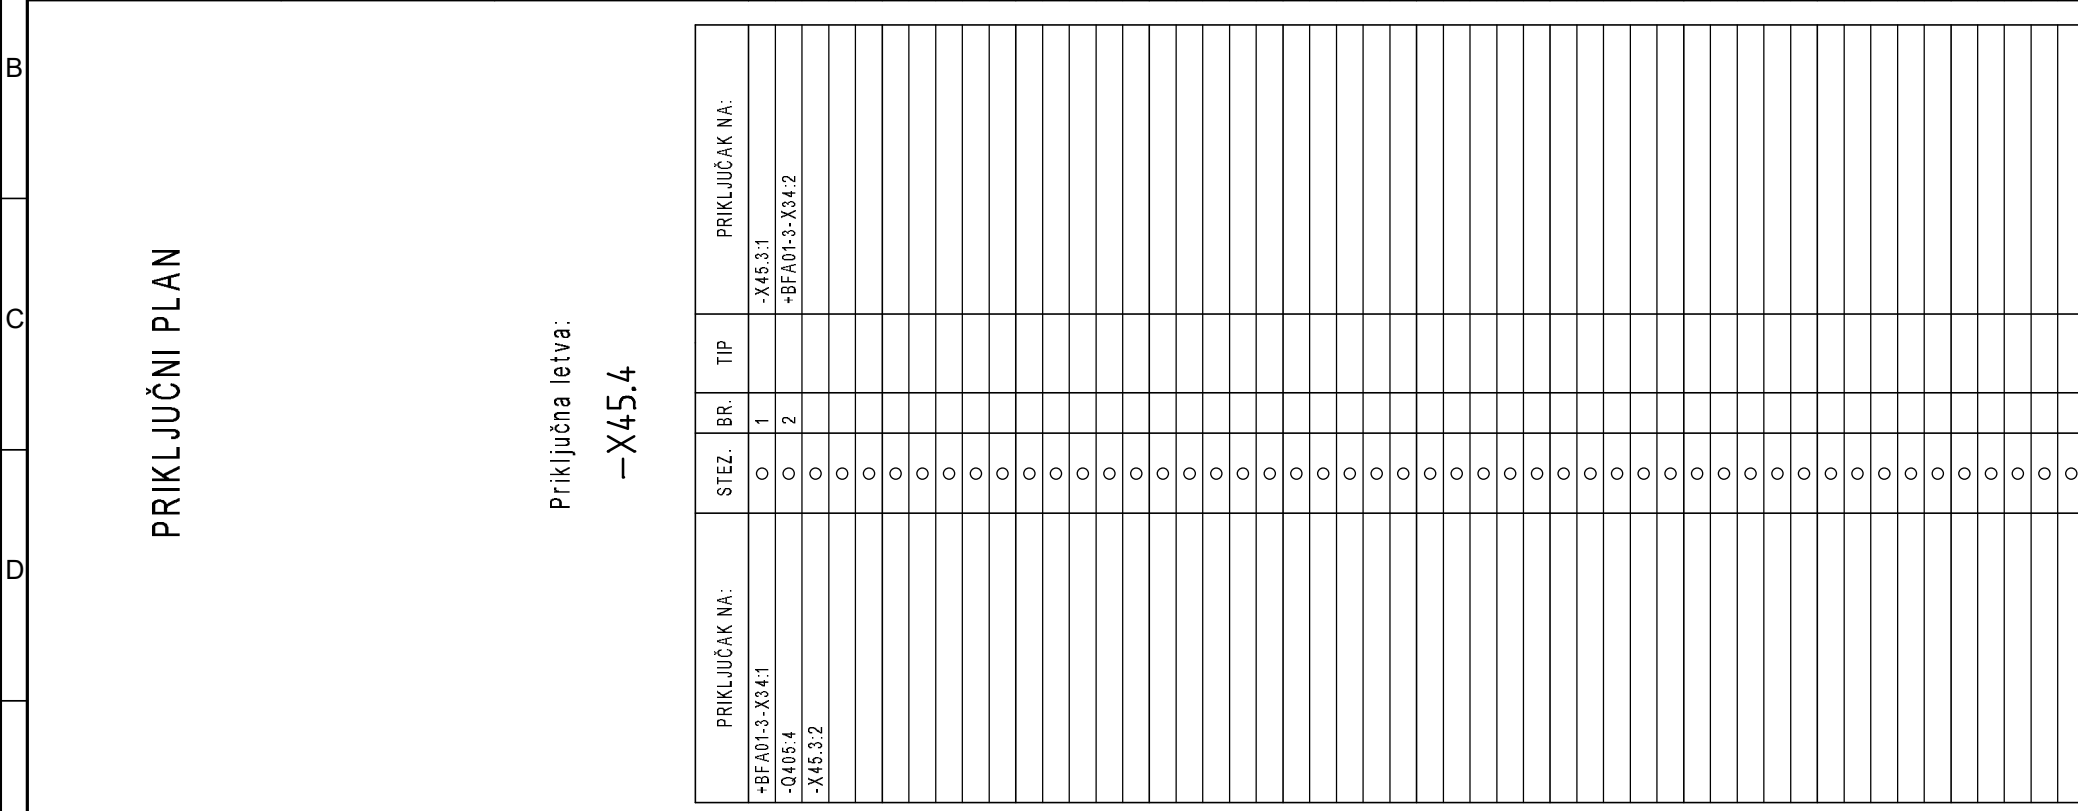 B
C
D
PRIKLJUČNI PLAN
Priključna letva:
-X45.4
PRIKLJUČAK NA: STEZ. BR. TIP PRIKLJUČAK NA:
+BFA01-3-X34:1 1 -X45.3:1
-Q405:4 2 +BFA01-3-X34:2
-X45.3:2